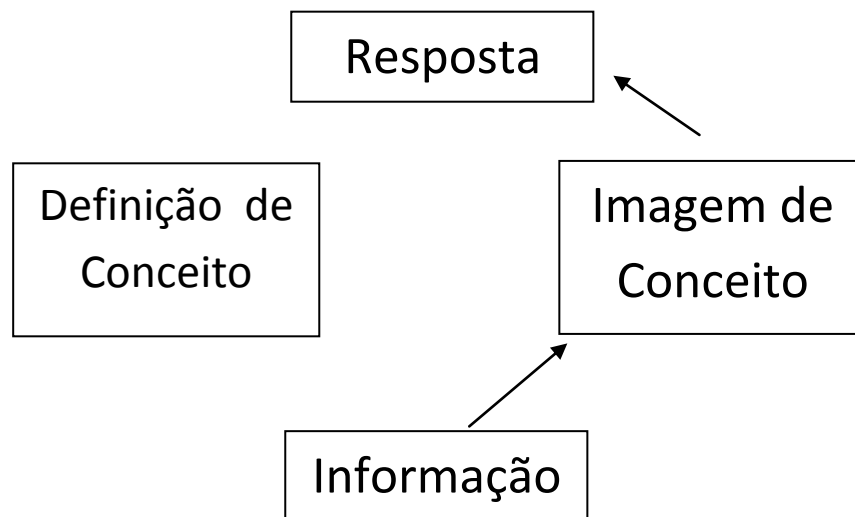 Resposta
Definição de
Conceito
Imagem de
Conceito
Informação